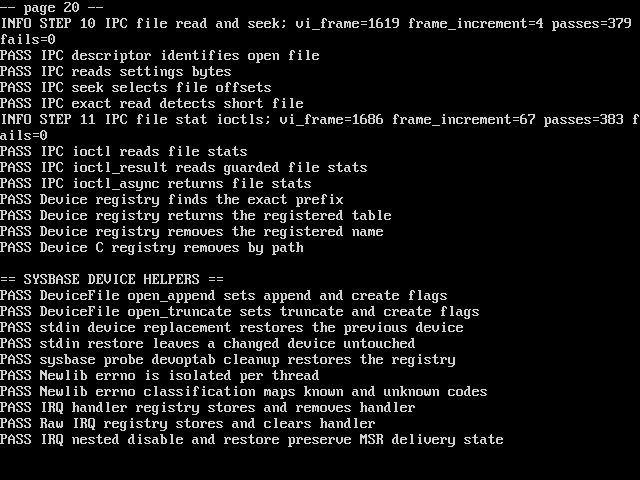 -- page 20 --
INFO STEP 10 IPC file read and seek; vi_frame=1619 frame_increment=4 passes=379
fails=0
PASS IPC descriptor identifies open file
PASS IPC reads settings bytes
PASS IPC seek selects file offsets
PASS IPC exact read detects short file
INFO STEP 11 IPC file stat ioctls; vi_frame=1686 frame_increment=67 passes=383 f
ails=0
PASS IPC ioctl reads file stats
PASS IPC ioctl_result reads guarded file stats
PASS IPC ioctl_async returns file stats
PASS Device registry finds the exact prefix
PASS Device registry returns the registered table
PASS Device registry removes the registered name
PASS Device C registry removes by path
== SYSBASE DEVICE HELPERS ==
PASS DeviceFile open_append sets append and create flags
PASS DeviceFile open_truncate sets truncate and create flags
PASS stdin device replacement restores the previous device
PASS stdin restore leaves a changed device untouched
PASS sysbase probe devoptab cleanup restores the registry
PASS Newlib errno is isolated per thread
PASS Newlib errno classification maps known and unknown codes
PASS IRQ handler registry stores and removes handler
PASS Raw IRQ registry stores and clears handler
PASS IRQ nested disable and restore preserve MSR delivery state